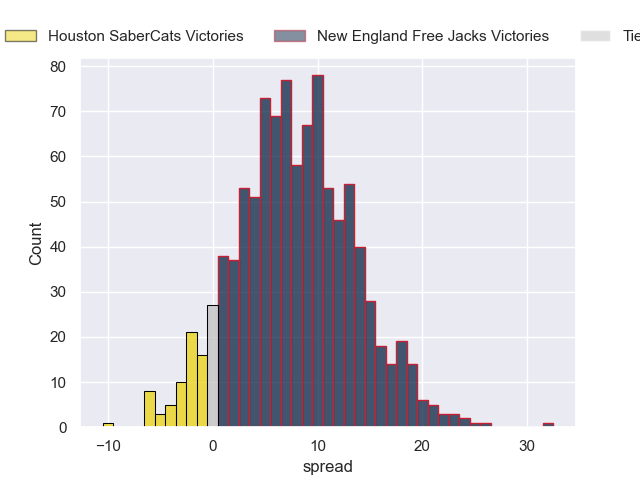 Houston SaberCats Victories New England Free Jacks Victories Tie
80
70
60
50
40
30
20
10
0
Count
−10 0 10 20 30
spread